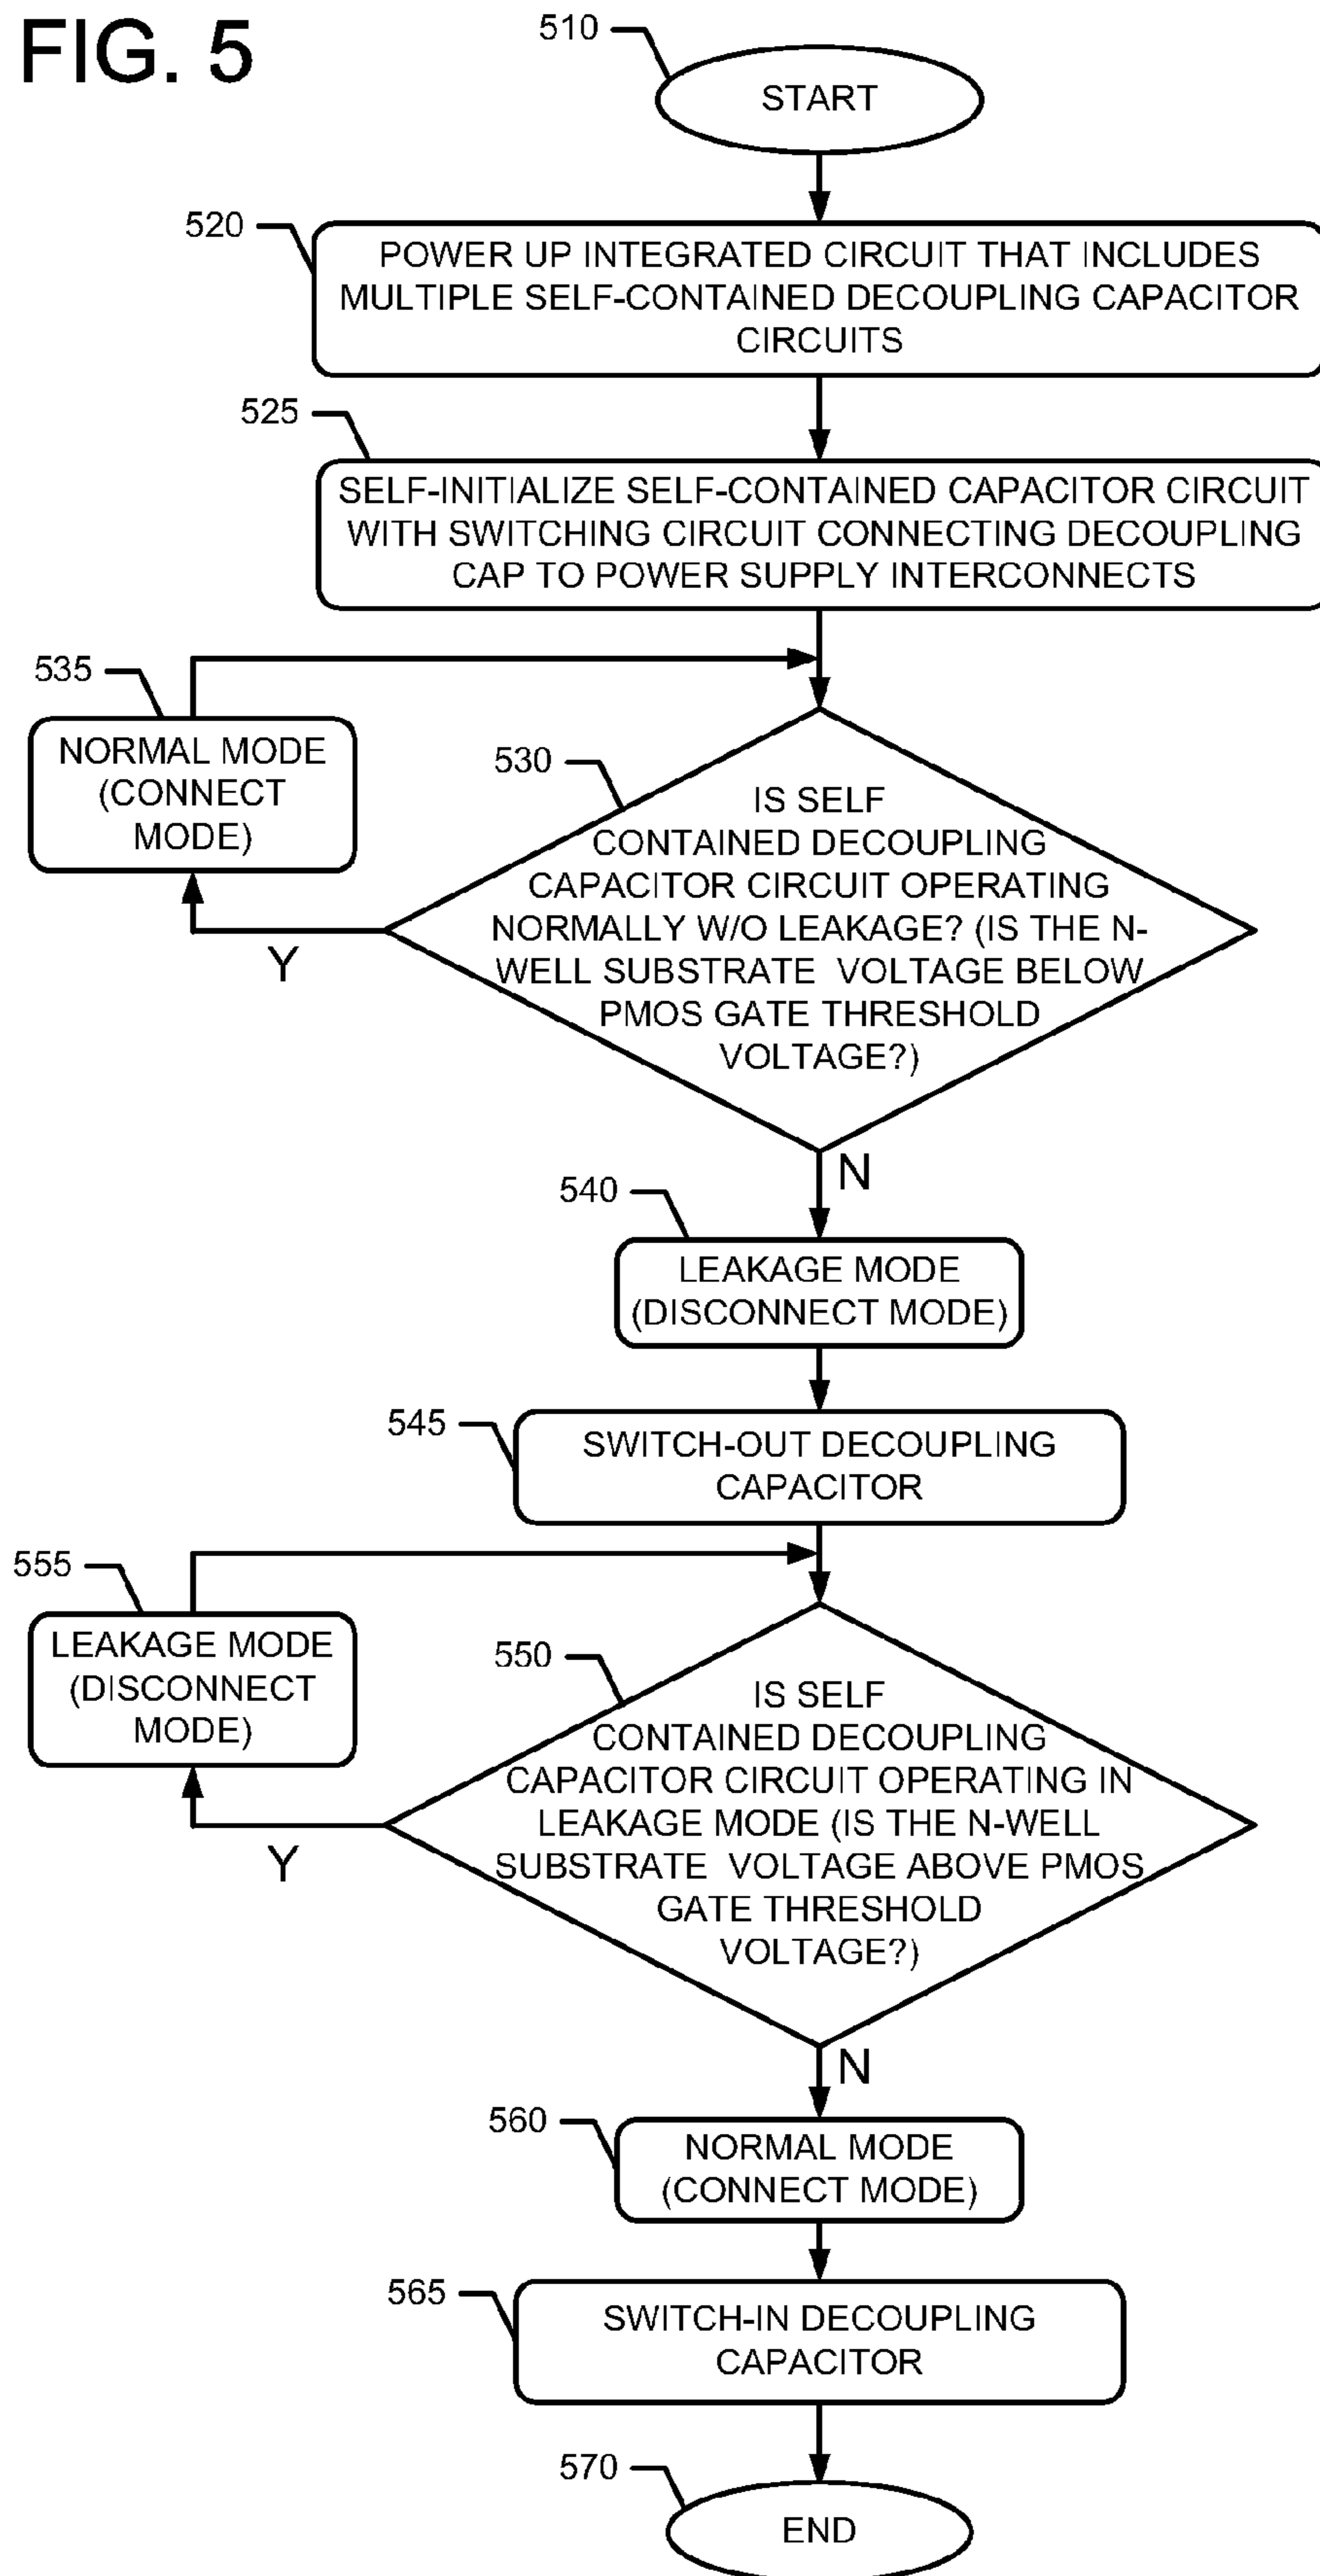 FIG. 5
510
START
520
POWER UP INTEGRATED CIRCUIT THAT INCLUDES
MULTIPLE SELF-CONTAINED DECOUPLING CAPACITOR
CIRCUITS
525
SELF-INITIALIZE SELF-CONTAINED CAPACITOR CIRCUIT
WITH SWITCHING CIRCUIT CONNECTING DECOUPLING
CAP TO POWER SUPPLY INTERCONNECTS
535
NORMAL MODE
(CONNECT
MODE)
530
IS SELF
CONTAINED DECOUPLING
CAPACITOR CIRCUIT OPERATING
NORMALLY W/O LEAKAGE? (IS THE N-
WELL SUBSTRATE VOLTAGE BELOW
PMOS GATE THRESHOLD
VOLTAGE?)
Y
N
540
LEAKAGE MODE
(DISCONNECT MODE)
545
SWITCH-OUT DECOUPLING
CAPACITOR
555
LEAKAGE MODE
(DISCONNECT
MODE)
550
IS SELF
CONTAINED DECOUPLING
CAPACITOR CIRCUIT OPERATING IN
LEAKAGE MODE (IS THE N-WELL
SUBSTRATE VOLTAGE ABOVE PMOS
GATE THRESHOLD
VOLTAGE?)
Y
N
560
NORMAL MODE
(CONNECT MODE)
565
SWITCH-IN DECOUPLING
CAPACITOR
570
END